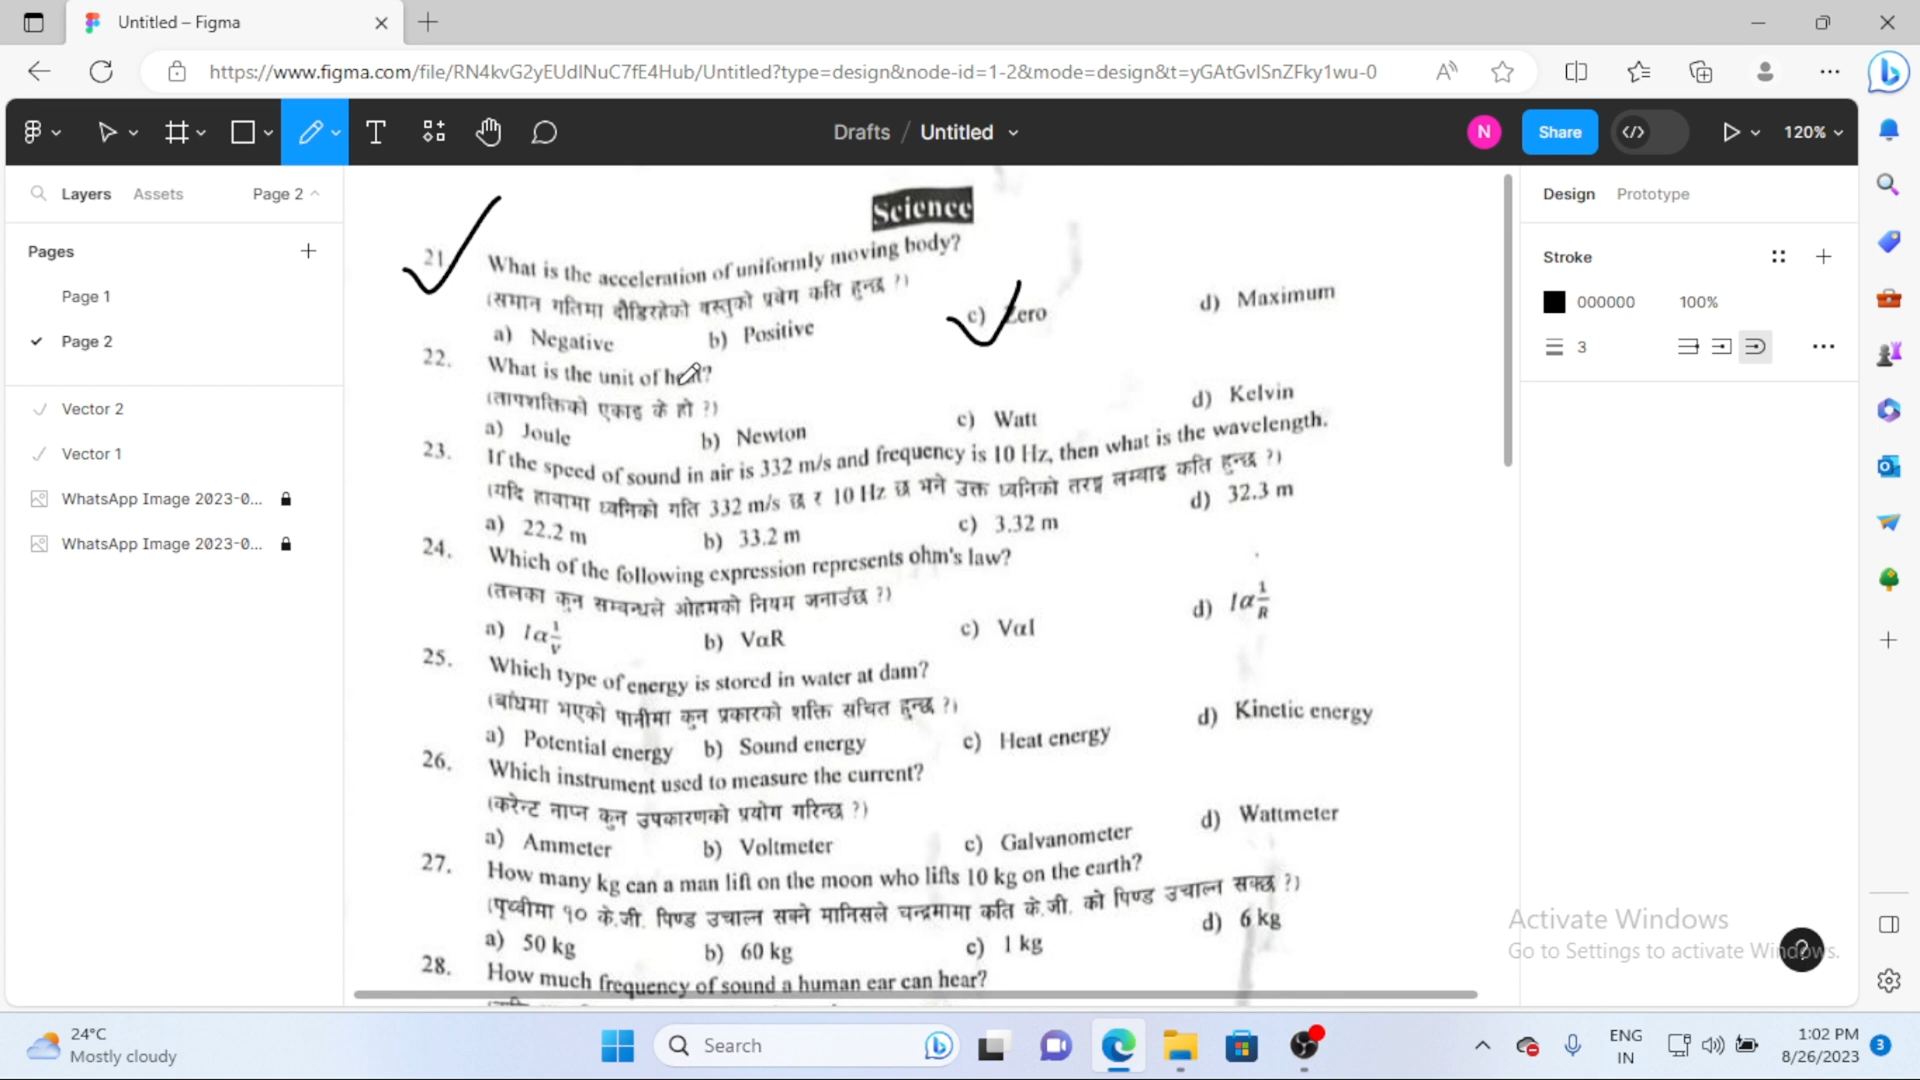 Untitled – Figma
https://www.figma.com/file/RN4kvG2yEUdlNuC7fE4Hub/Untitled?type=design&node-id=1-2&mode=design&t=yGAtGvlSnZFky1wu-0
Drafts / Untitled
N
Share
120%
Layers
Assets
Page 2
Pages
Page 1
Page 2
Vector 2
Vector 1
WhatsApp Image 2023-0...
WhatsApp Image 2023-0...
Science
21. What is the acceleration of uniformly moving body?
(समान गतिमा दौडिरहेको वस्तुको प्रवेग कति हुन्छ ?)
a) Negative b) Positive c) Zero d) Maximum
22. What is the unit of heat?
(तापशक्तिको एकाइ के हो ?)
a) Joule b) Newton c) Watt d) Kelvin
23. If the speed of sound in air is 332 m/s and frequency is 10 Hz, then what is the wavelength.
(यदि हावामा ध्वनिको गति 332 m/s छ र 10 Hz छ भने उक्त ध्वनिको तरङ्ग लम्वाइ कति हुन्छ ?)
a) 22.2 m b) 33.2 m c) 3.32 m d) 32.3 m
24. Which of the following expression represents ohm's law?
(तलका कुन सम्वन्धले ओहमको नियम जनाउँछ ?)
a) Iα1/V b) VαR c) VαI d) Iα1/R
25. Which type of energy is stored in water at dam?
(बांधमा भएको पानीमा कुन प्रकारको शक्ति संचित हुन्छ ?)
a) Potential energy b) Sound energy c) Heat energy d) Kinetic energy
26. Which instrument used to measure the current?
(करेन्ट नाप्न कुन उपकारणको प्रयोग गरिन्छ ?)
a) Ammeter b) Voltmeter c) Galvanometer d) Wattmeter
27. How many kg can a man lift on the moon who lifts 10 kg on the earth?
(पृथ्वीमा १० के.जी. पिण्ड उचाल्न सक्ने मानिसले चन्द्रमामा कति के.जी. को पिण्ड उचाल्न सक्छ ?)
a) 50 kg b) 60 kg c) 1 kg d) 6 kg
28. How much frequency of sound a human ear can hear?
Design
Prototype
Stroke
000000 100%
3
Activate Windows
Go to Settings to activate Windows.
?
24°C
Mostly cloudy
Search
ENG
IN
1:02 PM
8/26/2023
3